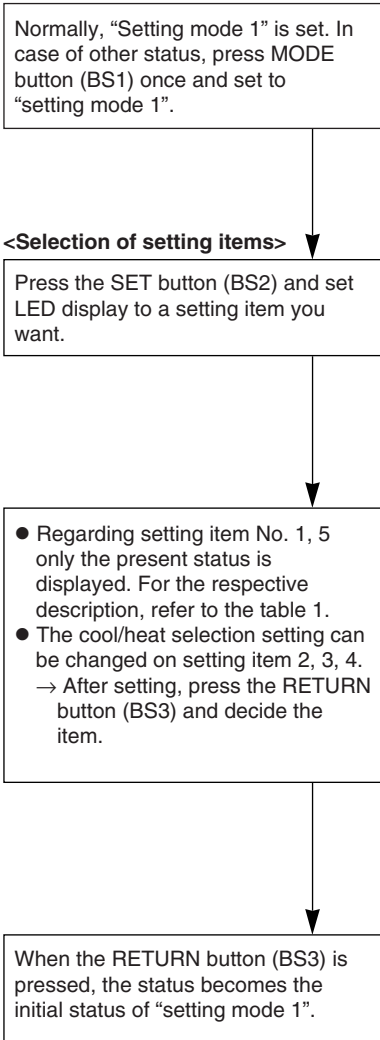 Normally, “Setting mode 1” is set. In
case of other status, press MODE
button (BS1) once and set to
“setting mode 1”.
<Selection of setting items>
Press the SET button (BS2) and set
LED display to a setting item you
want.
● Regarding setting item No. 1, 5
only the present status is
displayed. For the respective
description, refer to the table 1.
● The cool/heat selection setting can
be changed on setting item 2, 3, 4.
→ After setting, press the RETURN
button (BS3) and decide the
item.
When the RETURN button (BS3) is
pressed, the status becomes the
initial status of “setting mode 1”.